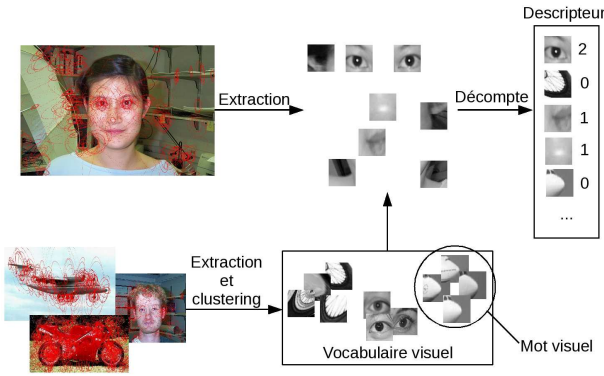 Descripteur
Extraction
Décompte
2
0
1
1
0
...
Extraction
et
clustering
Vocabulaire visuel
Mot visuel